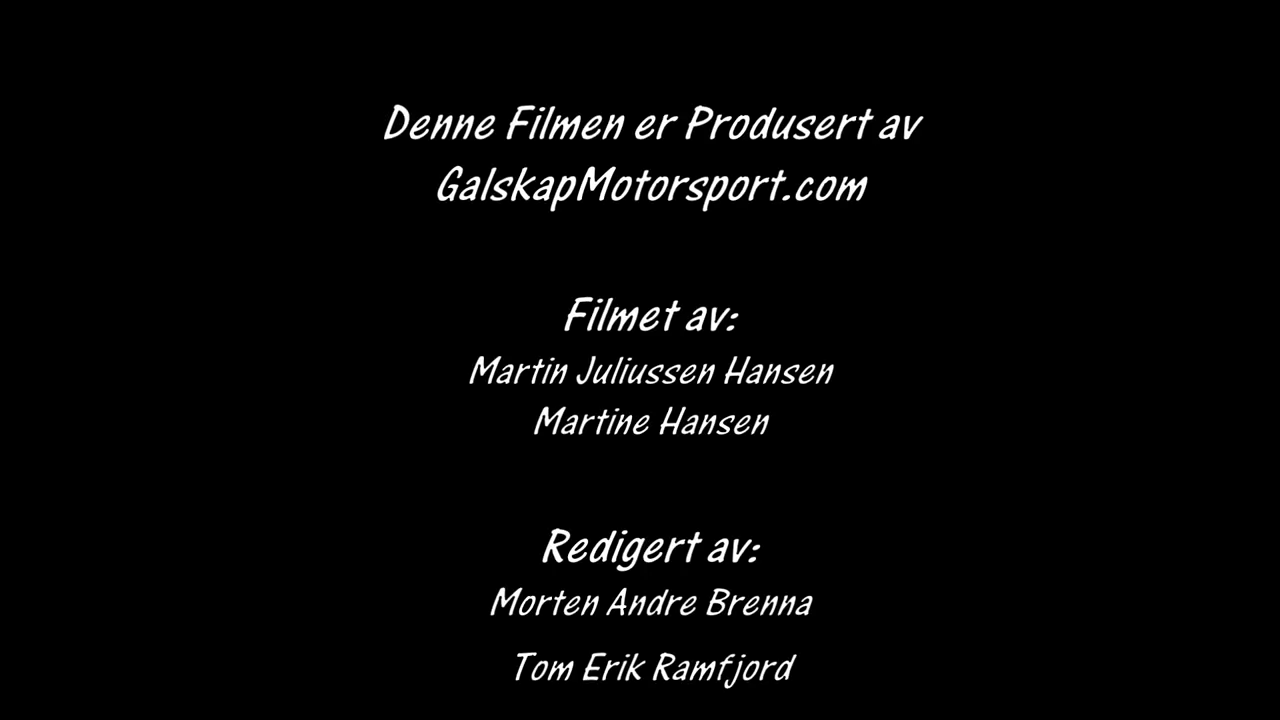 Denne Filmen er Produsert av
GalskapMotorsport.com
Filmet av:
Martin Juliussen Hansen
Martine Hansen
Redigert av:
Morten Andre Brenna
Tom Erik Ramfjord